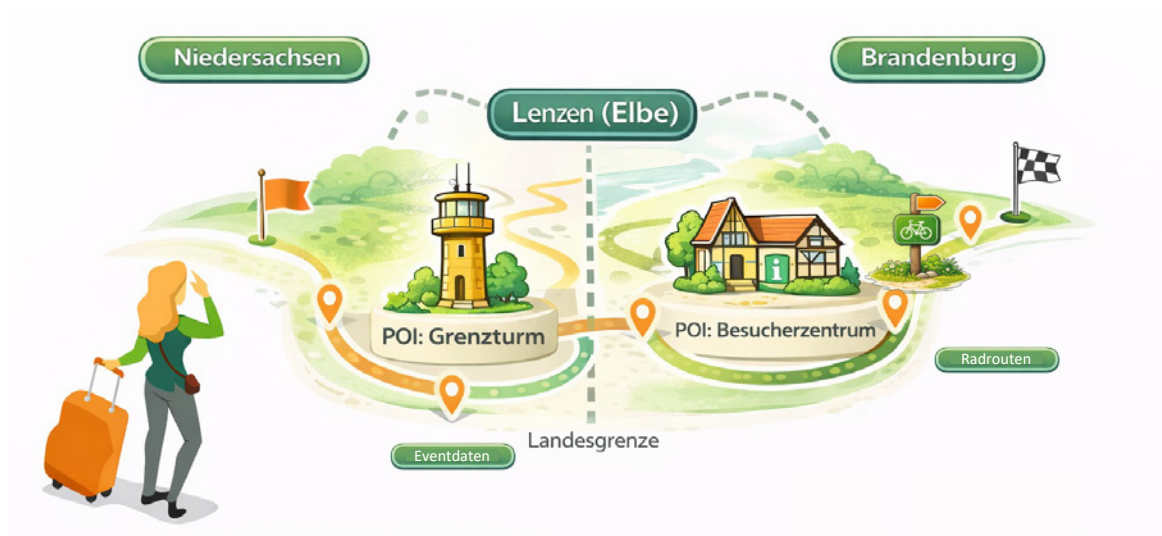 Niedersachsen
Brandenburg
Lenzen (Elbe)
POI: Grenzturm
i
POI: Besucherzentrum
Radrouten
Landesgrenze
Eventdaten